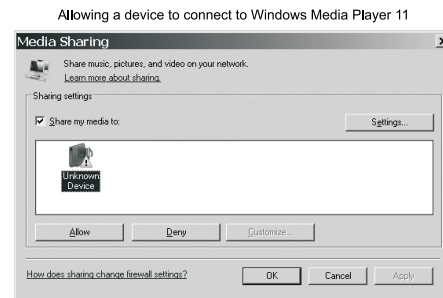 Allowing a device to connect to Windows Media Player 11
Media Sharing
Share music, pictures, and video on your network.
Learn more about sharing.
Sharing settings
Share my media to:
Settings...
Unknown
Device
Allow Deny Customize...
How does sharing change firewall settings? OK Cancel Apply